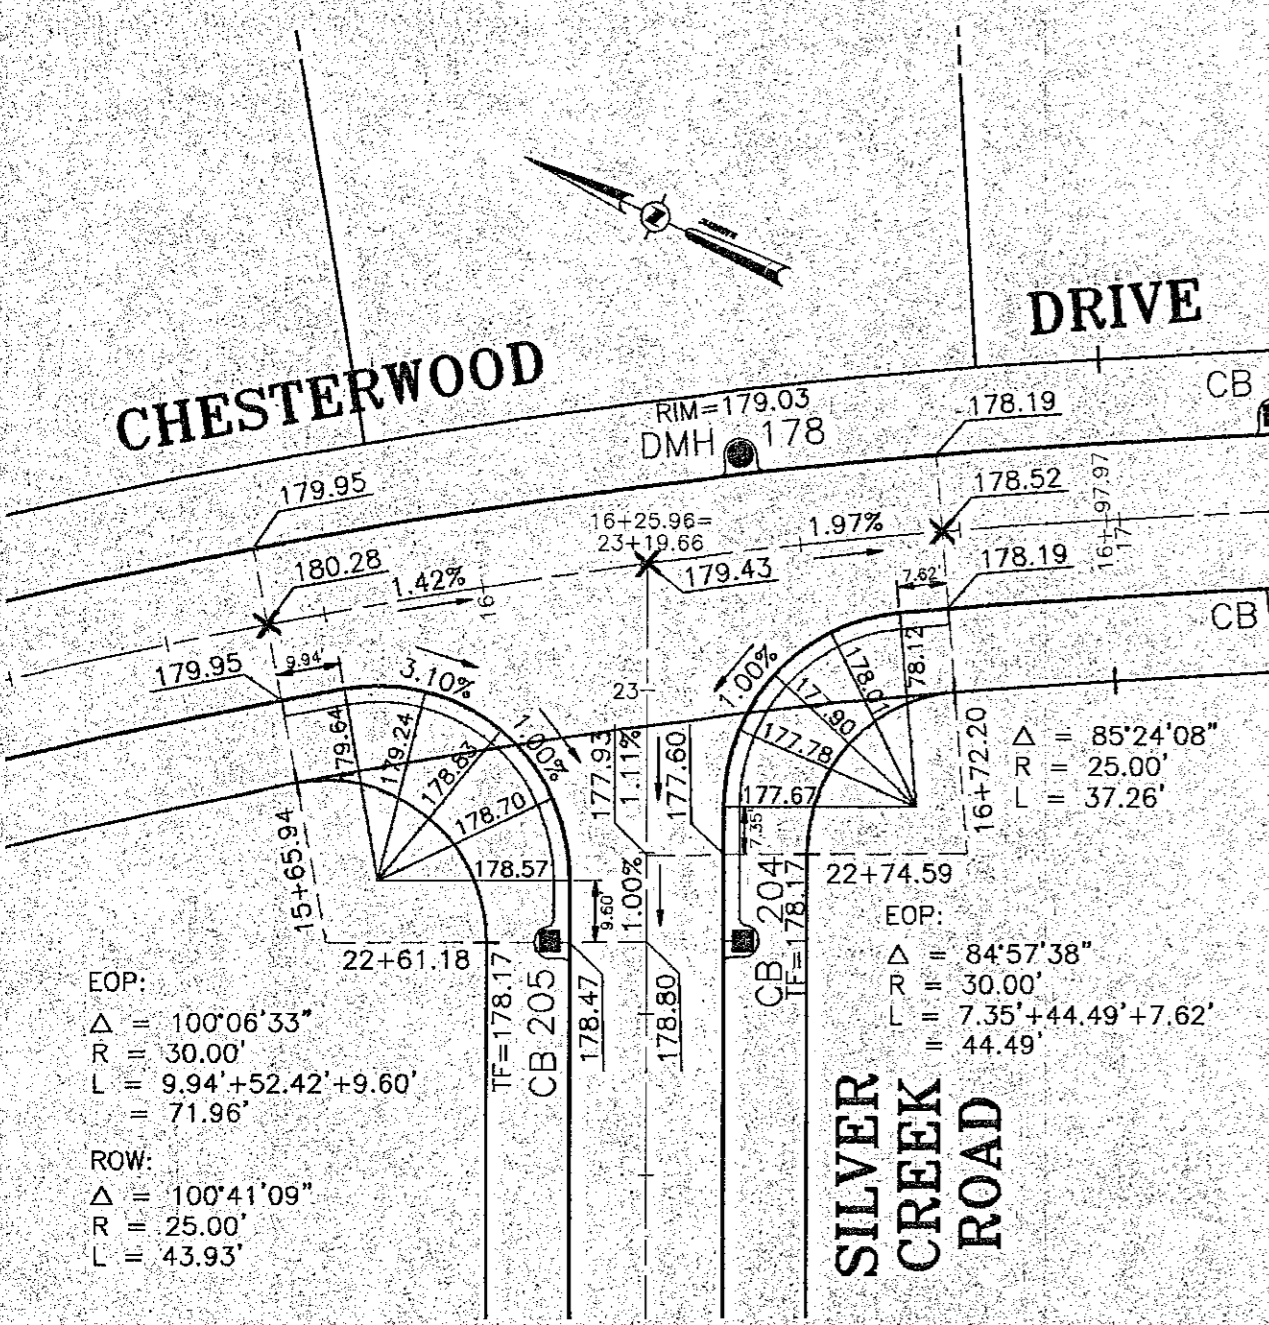 CHESTERWOOD
DRIVE
RIM=179.03
DMH 178
178.19
CB
179.95
16+25.96=
23+19.66
1.97%
178.52
16+97.97
17
180.28
1.42%
16
179.43
7.62'
178.19
CB
179.95
9.94'
3.10%
1.00%
23
1.00%
179.64
179.24
178.83
178.70
178.57
177.93
1.11%
177.60
178.12
178.01
177.90
177.78
177.67
7.35'
16+72.20
Δ = 85°24'08"
R = 25.00'
L = 37.26'
15+65.94
9.60'
1.00%
22+61.18
22+74.59
TF=178.17
CB 205
178.47
178.80
CB 204
TF=178.17
EOP:
Δ = 84°57'38"
R = 30.00'
L = 7.35'+44.49'+7.62'
= 44.49'
EOP:
Δ = 100°06'33"
R = 30.00'
L = 9.94'+52.42'+9.60'
= 71.96'
ROW:
Δ = 100°41'09"
R = 25.00'
L = 43.93'
SILVER
CREEK
ROAD